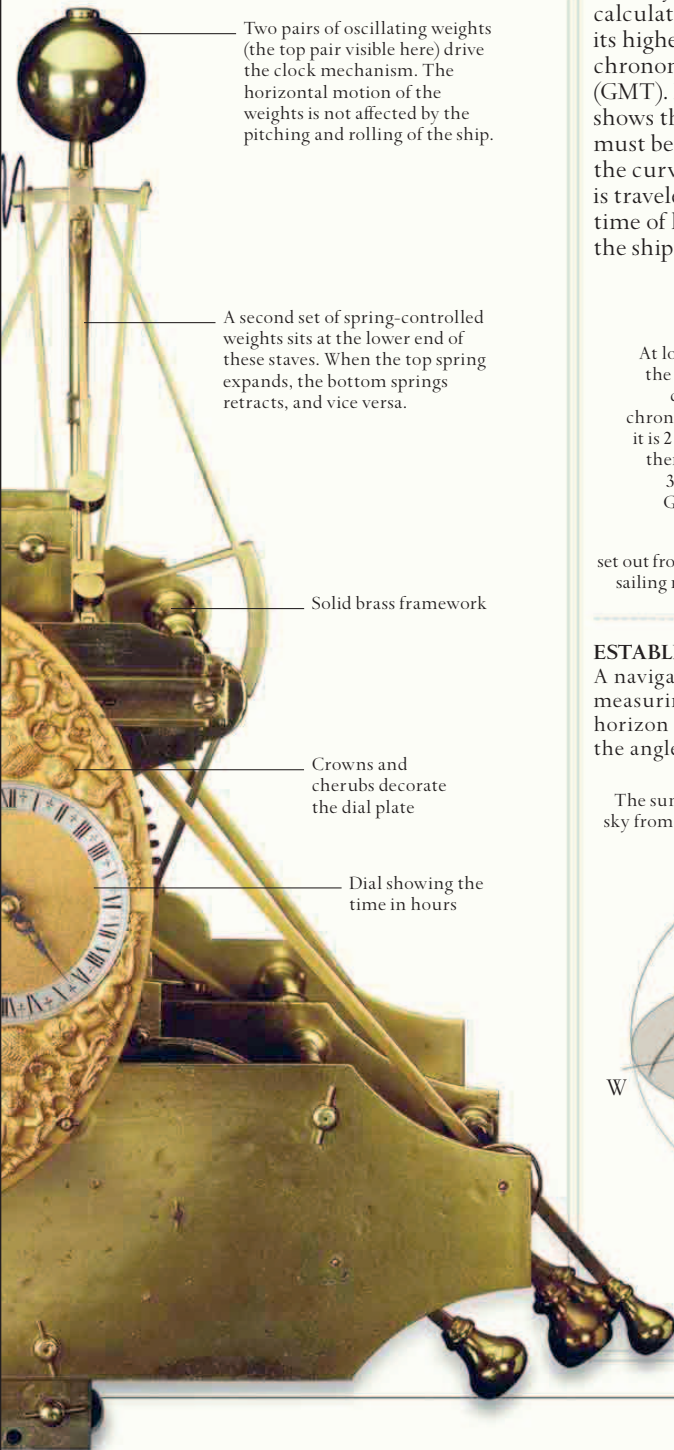 Two pairs of oscillating weights
(the top pair visible here) drive
the clock mechanism. The
horizontal motion of the
weights is not affected by the
pitching and rolling of the ship.
A second set of spring-controlled
weights sits at the lower end of
these staves. When the top spring
expands, the bottom springs
retracts, and vice versa.
Solid brass framework
Crowns and
cherubs decorate
the dial plate
Dial showing the
time in hours
calculat
its highe
chrono
(GMT).
shows th
must be
the curv
is travele
time of l
the ship
At lo
the
c
chron
it is 2
ther
3
G
set out fro
sailing r
ESTABLI
A naviga
measurin
horizon
the angle
The sun
sky from
W